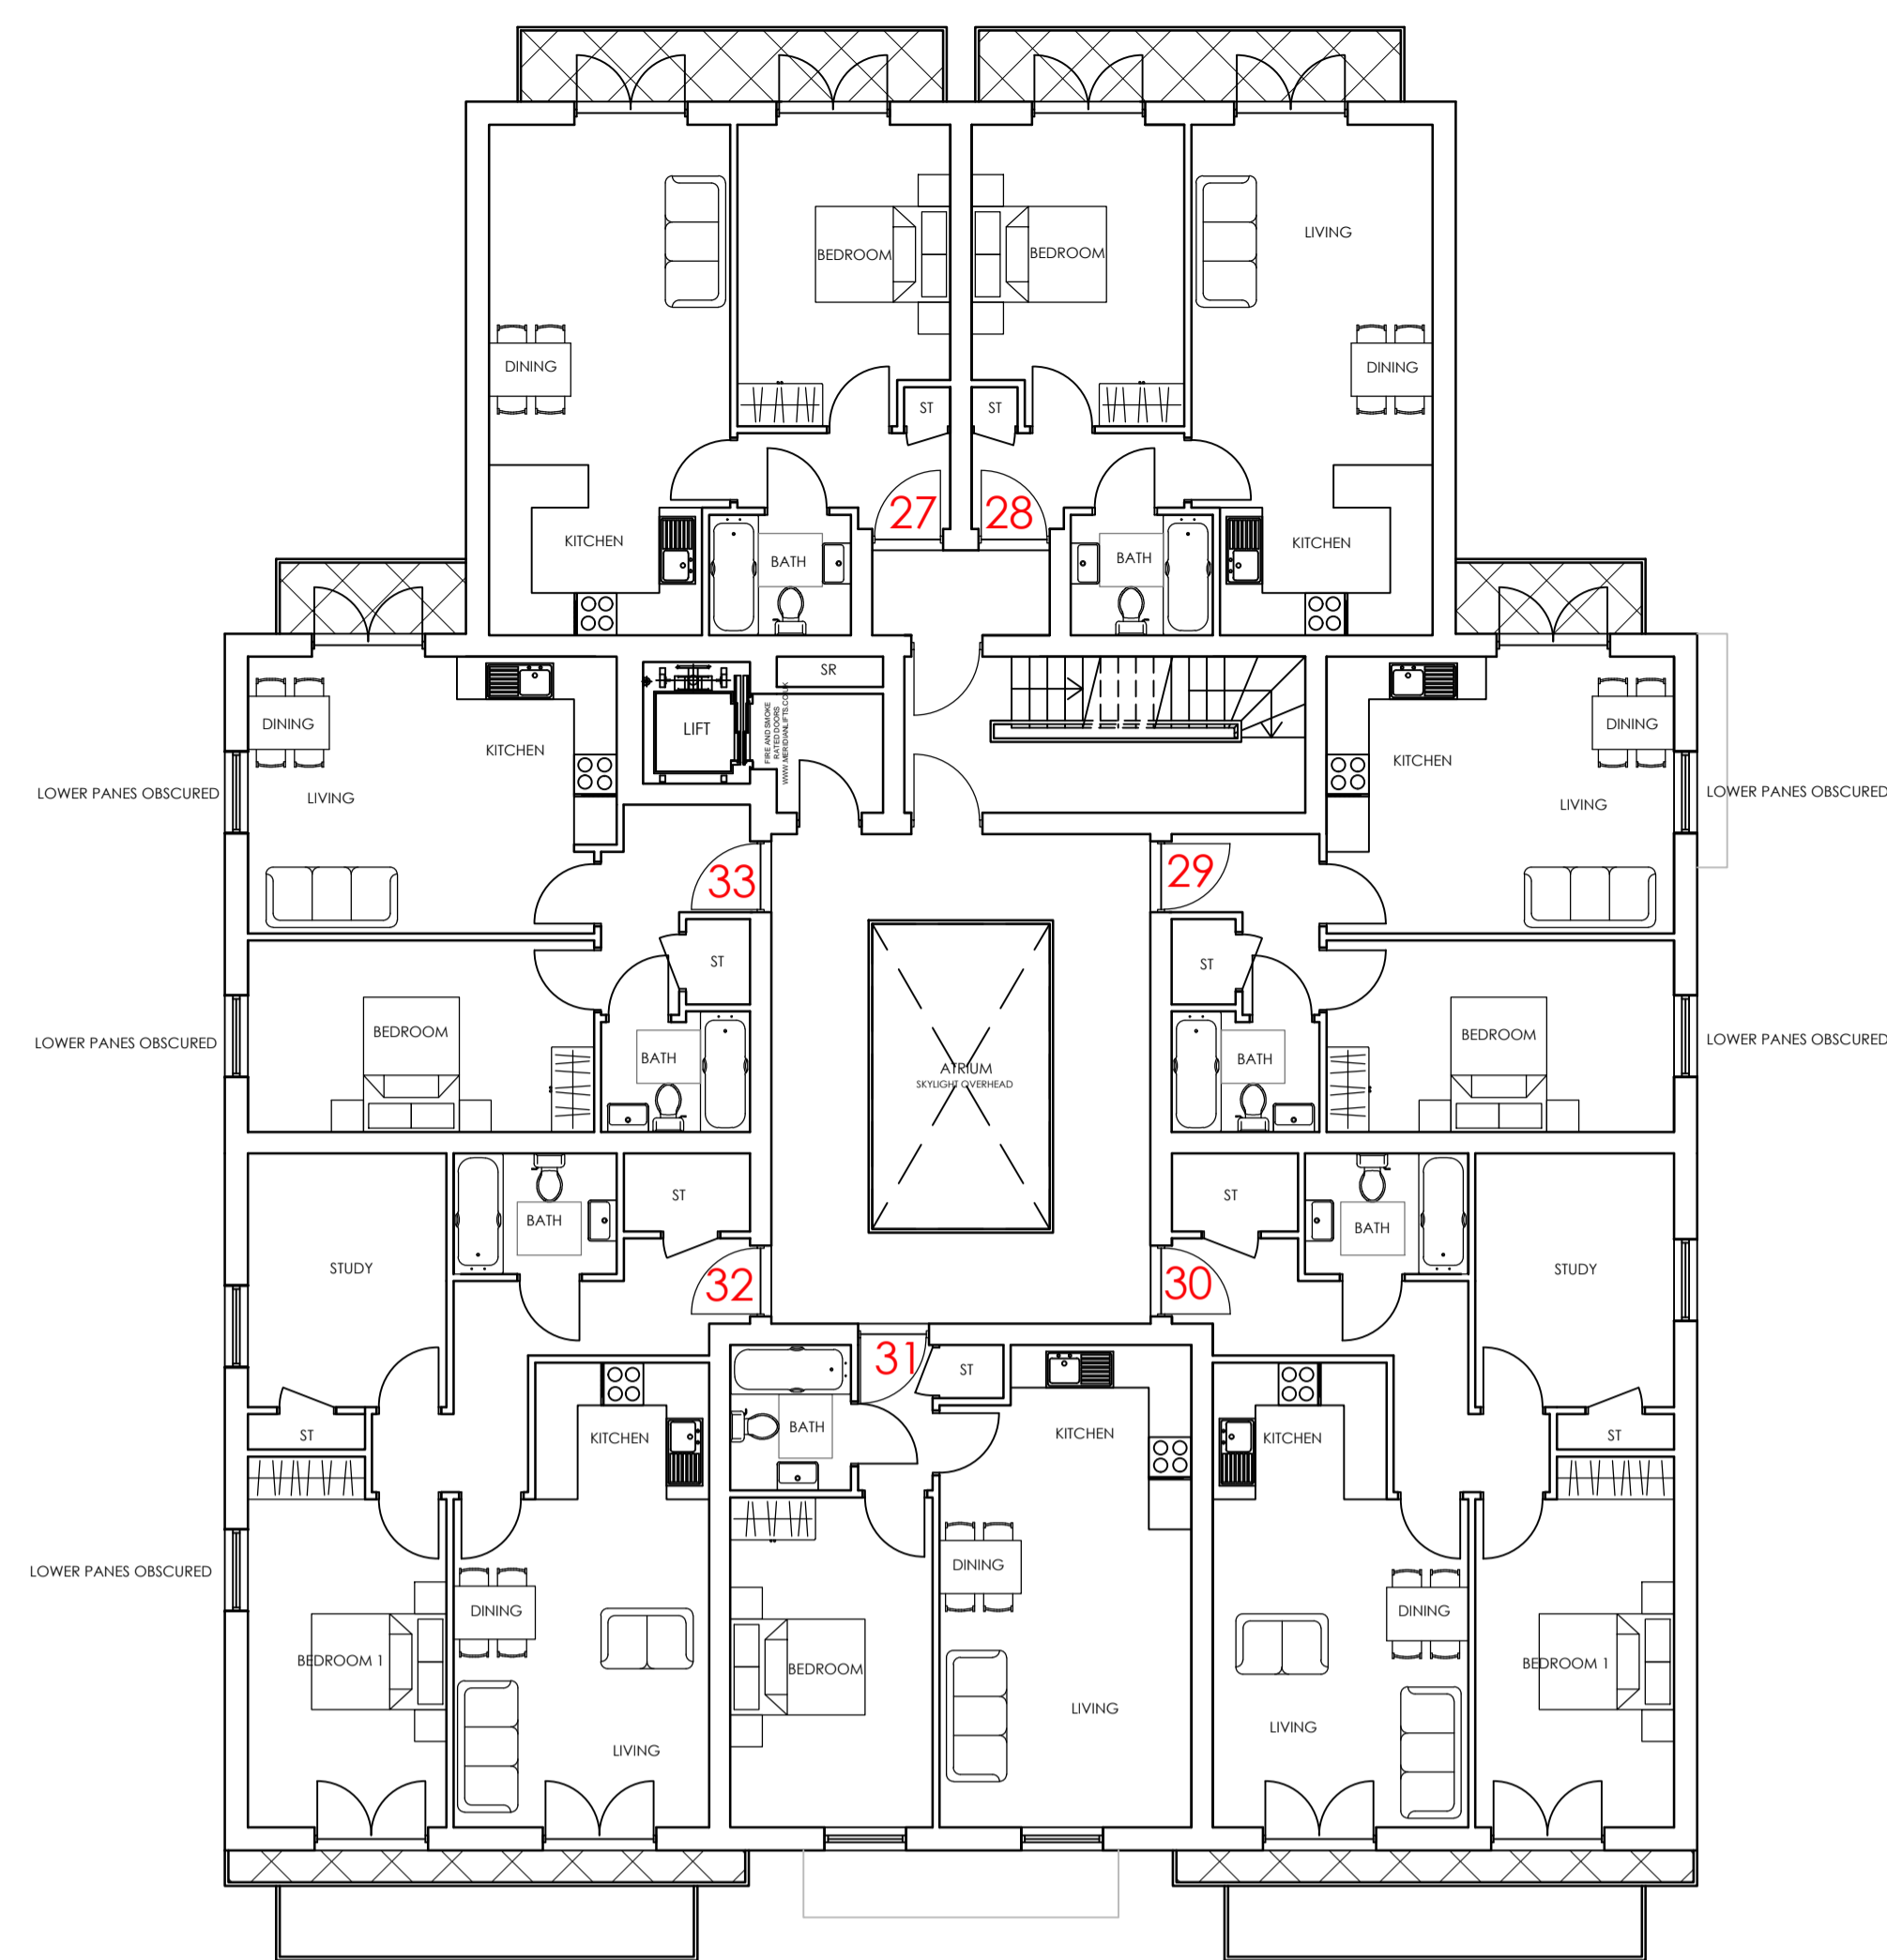 LIVING
BEDROOM
BEDROOM
DINING
DINING
ST
ST
27
28
KITCHEN
BATH
BATH
KITCHEN
SR
LIFT
FIRE AND SMOKE
RATED DOORS
WWW.MERIDIANLIFTS.CO.UK
DINING
KITCHEN
LIVING
LOWER PANES OBSCURED
DINING
KITCHEN
LIVING
LOWER PANES OBSCURED
33
29
ST
ST
BEDROOM
BATH
LOWER PANES OBSCURED
ATRIUM
SKYLIGHT OVERHEAD
BATH
BEDROOM
LOWER PANES OBSCURED
STUDY
BATH
ST
ST
BATH
STUDY
32
30
31
ST
ST
KITCHEN
BATH
KITCHEN
KITCHEN
ST
LOWER PANES OBSCURED
DINING
DINING
DINING
BEDROOM 1
BEDROOM
BEDROOM 1
LIVING
LIVING
LIVING